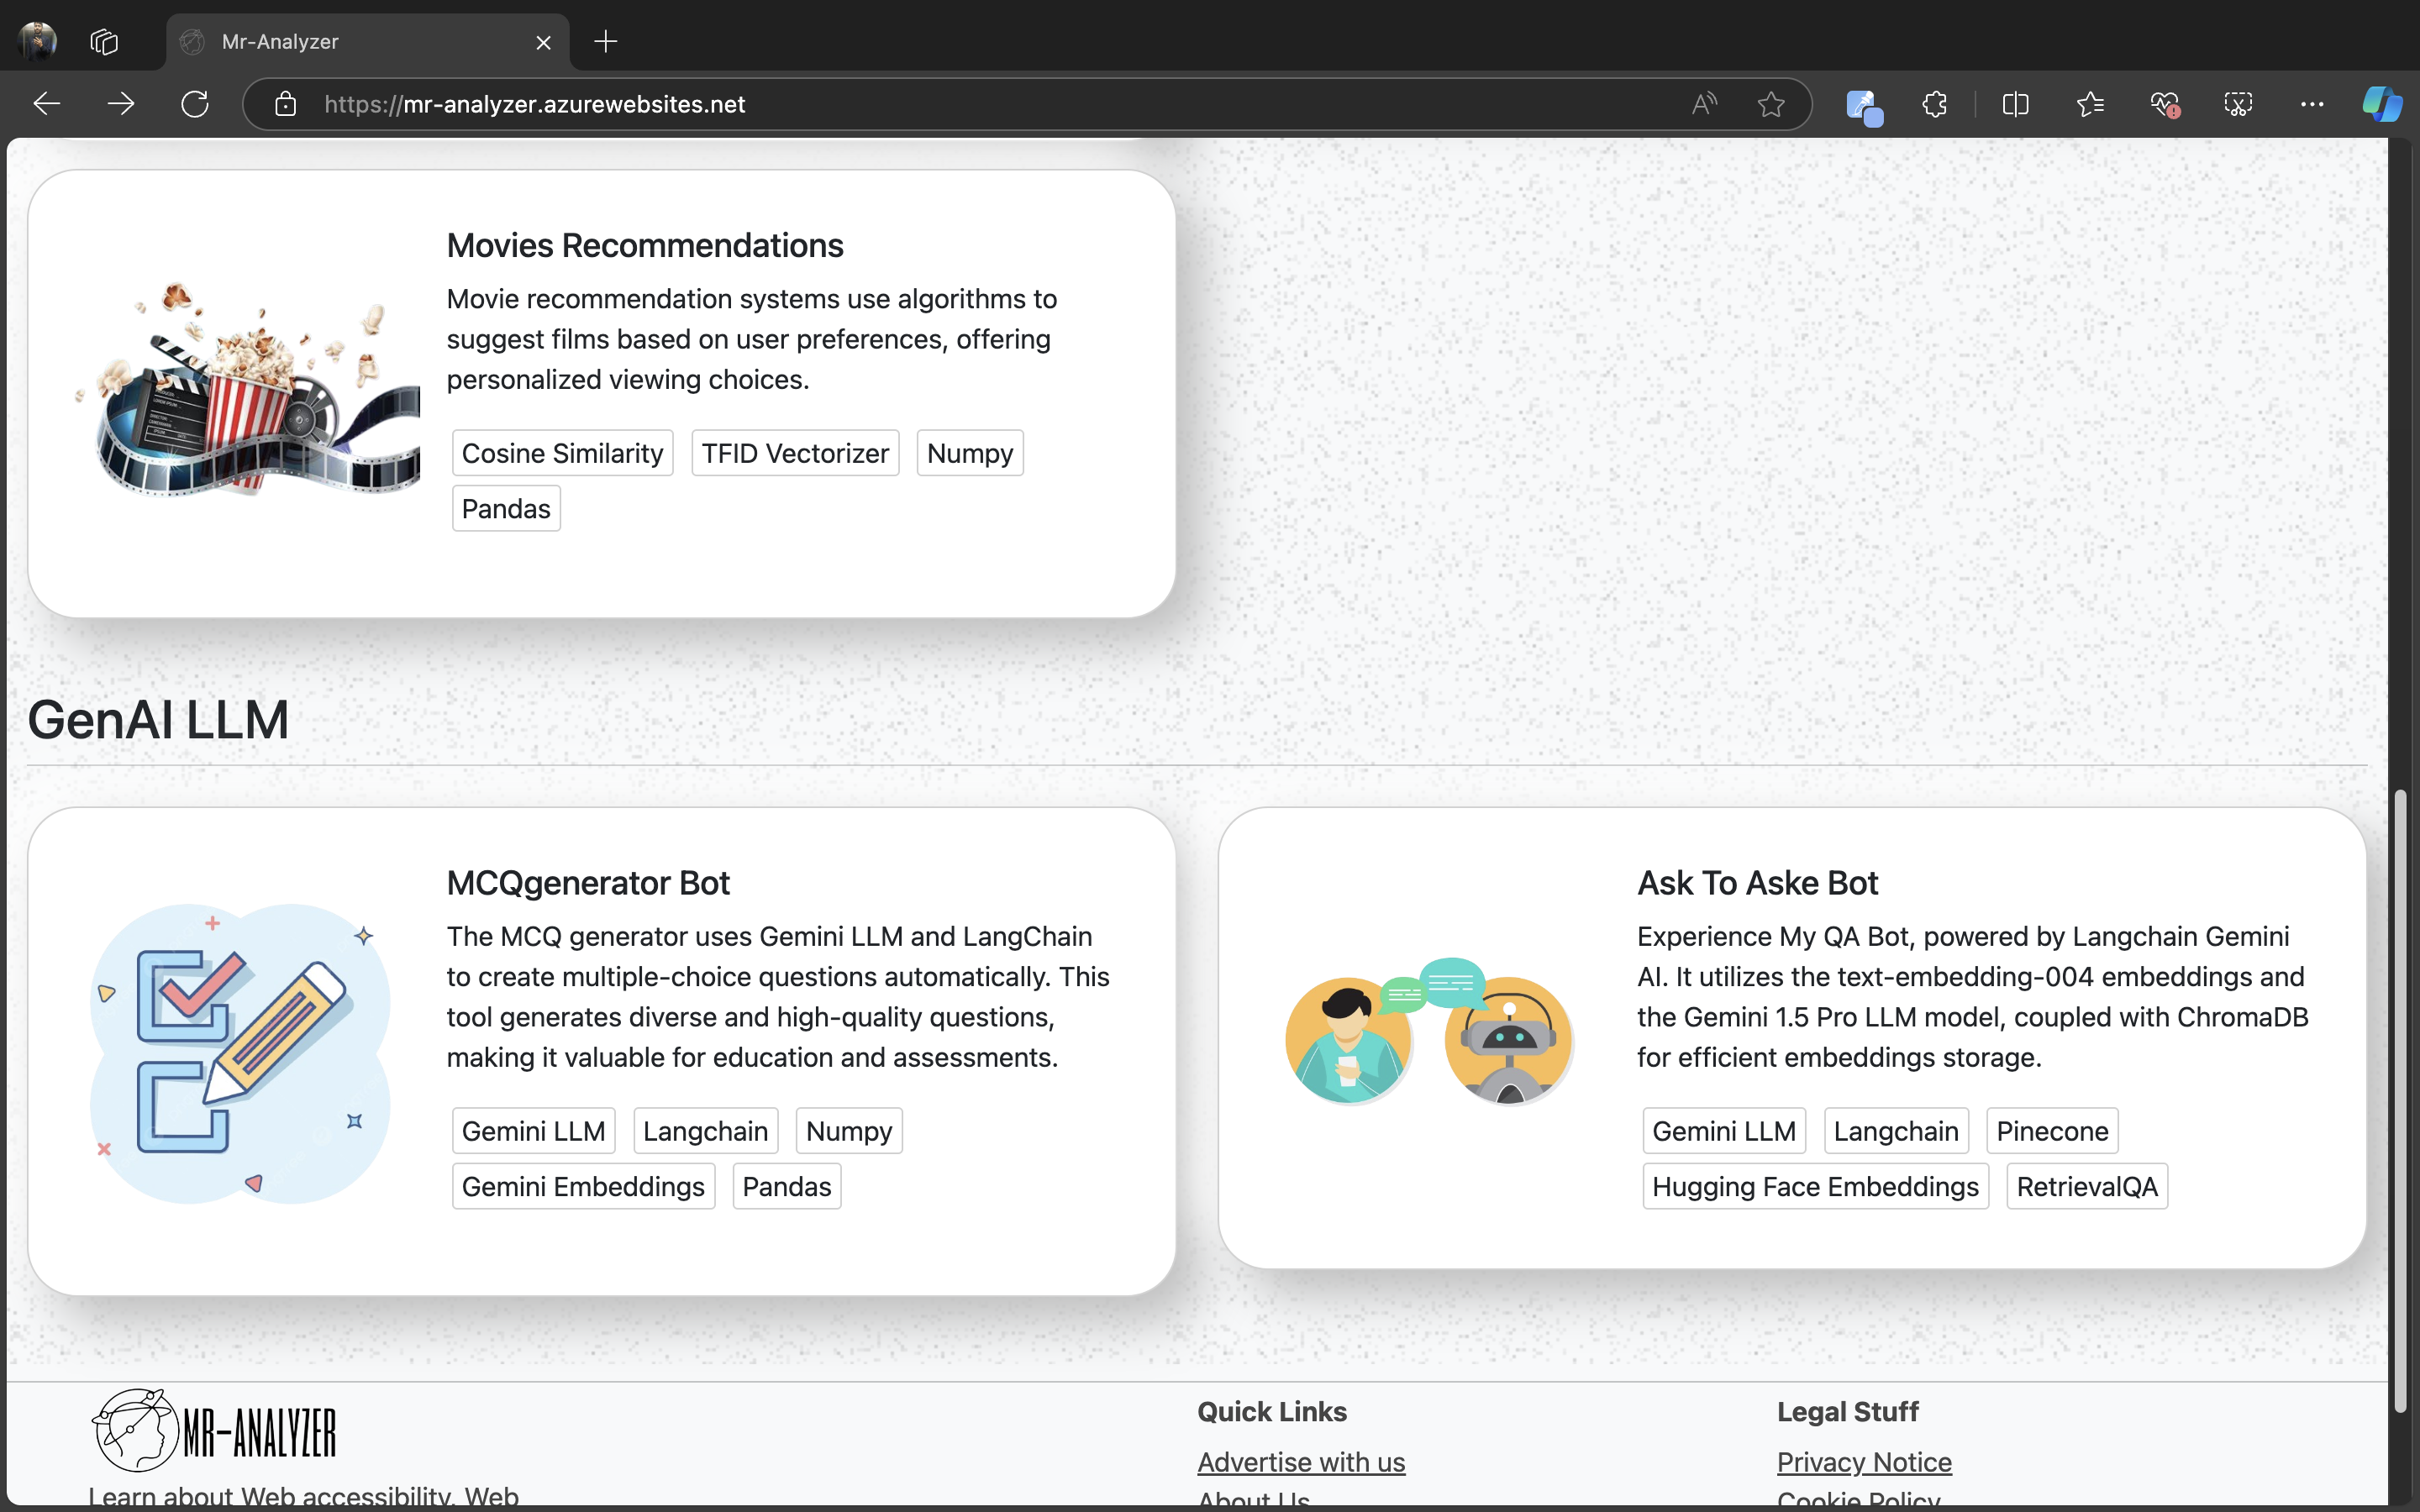 Mr-Analyzer
https://mr-analyzer.azurewebsites.net
Movies Recommendations
Movie recommendation systems use algorithms to
suggest films based on user preferences, offering
personalized viewing choices.
Cosine Similarity TFID Vectorizer Numpy
Pandas
GenAI LLM
MCQgenerator Bot
The MCQ generator uses Gemini LLM and LangChain
to create multiple-choice questions automatically. This
tool generates diverse and high-quality questions,
making it valuable for education and assessments.
Gemini LLM Langchain Numpy
Gemini Embeddings Pandas
Ask To Aske Bot
Experience My QA Bot, powered by Langchain Gemini
AI. It utilizes the text-embedding-004 embeddings and
the Gemini 1.5 Pro LLM model, coupled with ChromaDB
for efficient embeddings storage.
Gemini LLM Langchain Pinecone
Hugging Face Embeddings RetrievalQA
MR-ANALYZER
Learn about Web accessibility, Web
Quick Links
Advertise with us
About Us
Legal Stuff
Privacy Notice
Cookie Policy